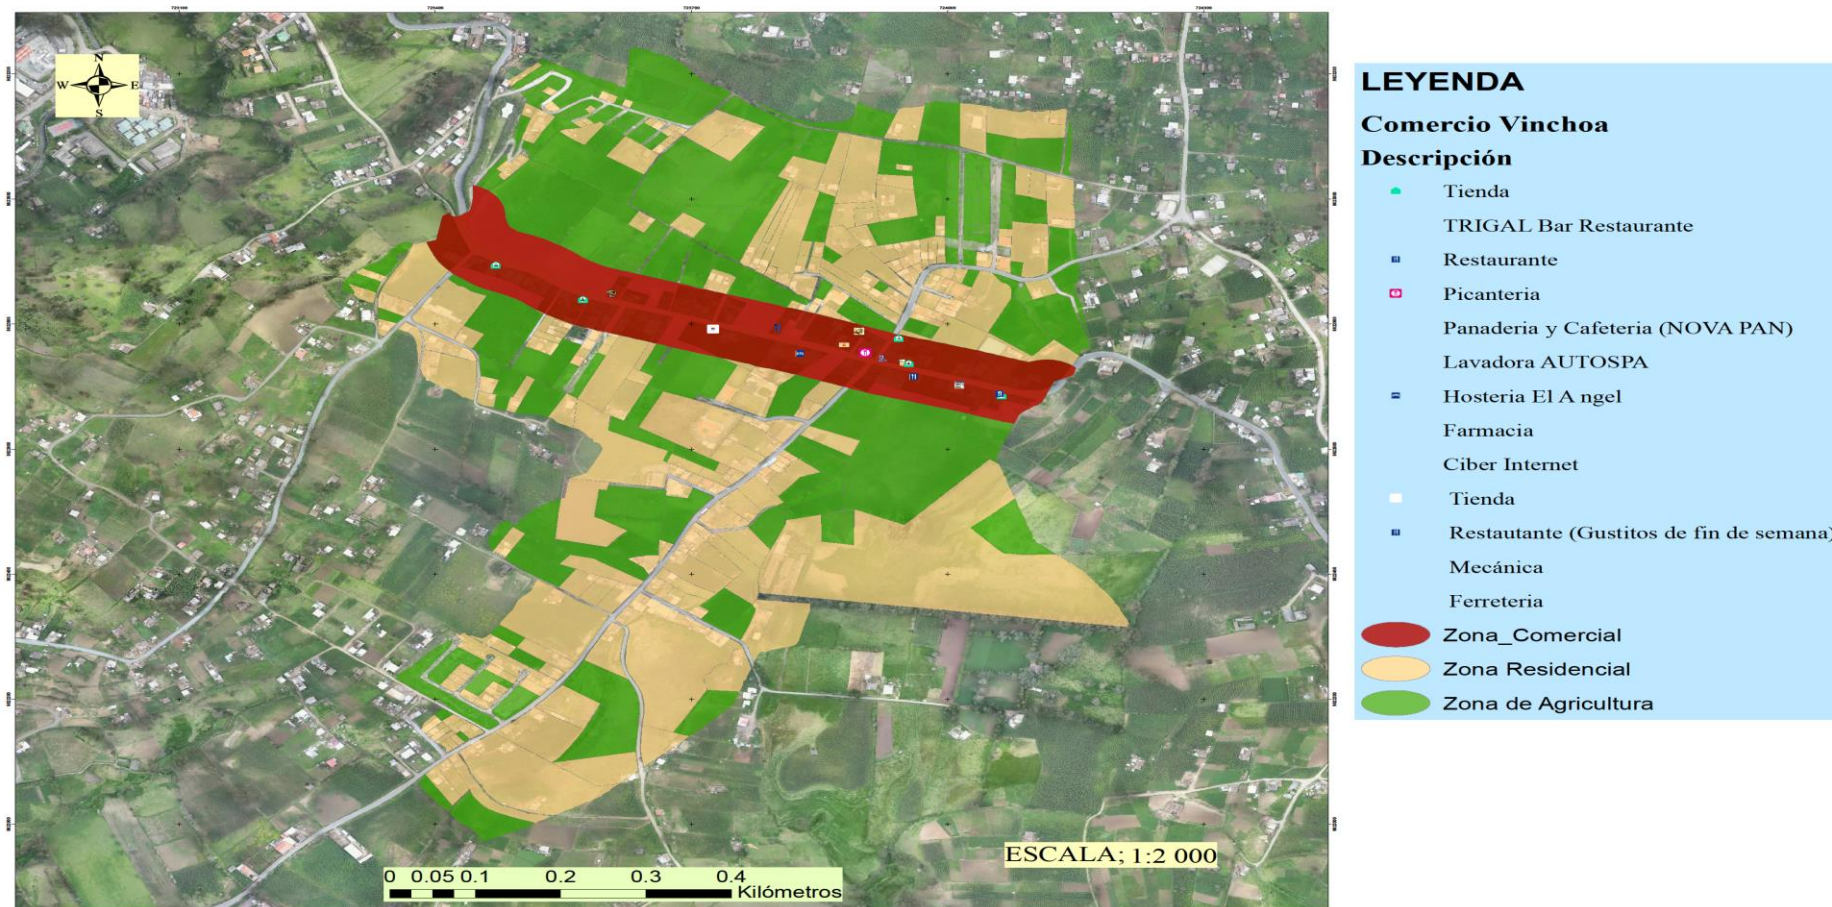 N
W E
S
LEYENDA
Comercio Vinchoa
Descripción
Tienda
TRIGAL Bar Restaurante
Restaurante
Picanteria
Panaderia y Cafeteria (NOVA PAN)
Lavadora AUTOSPA
Hosteria El A ngel
Farmacia
Ciber Internet
Tienda
Restautante (Gustitos de fin de semana)
Mecánica
Ferreteria
Zona_Comercial
Zona Residencial
Zona de Agricultura
ESCALA; 1:2 000
0 0.05 0.1 0.2 0.3 0.4
Kilómetros